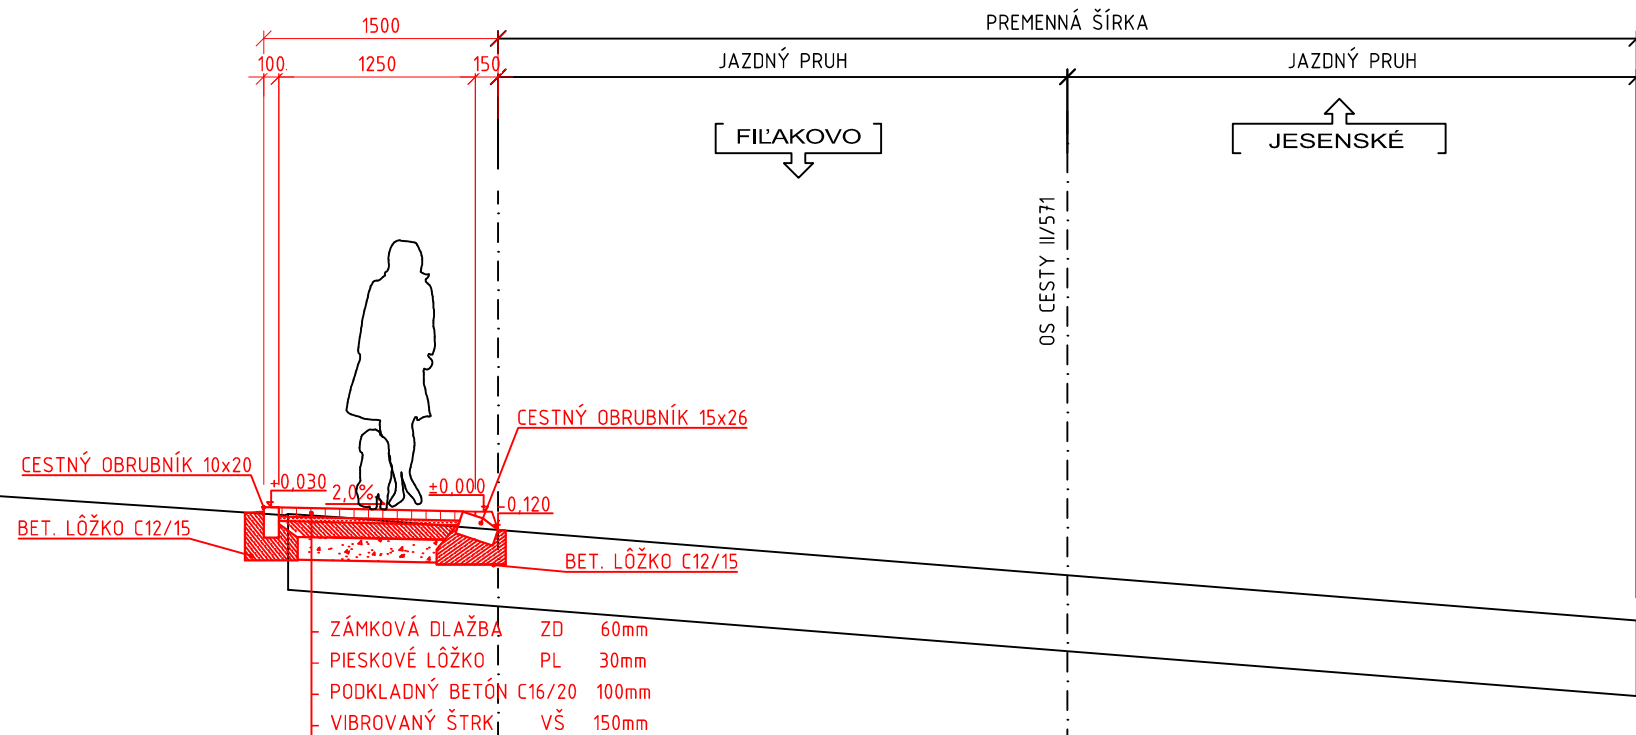 1500
PREMENNÁ ŠÍRKA
100
1250
150
JAZDNÝ PRUH
JAZDNÝ PRUH
FIĽAKOVO
JESENSKÉ
OS CESTY II/571
CESTNÝ OBRUBNÍK 15x26
CESTNÝ OBRUBNÍK 10x20
+0,030
2,0%
±0,000
-0,120
BET. LÔŽKO C12/15
BET. LÔŽKO C12/15
ZÁMKOVÁ DLAŽBA ZD 60mm
PIESKOVÉ LÔŽKO PL 30mm
PODKLADNÝ BETÓN C16/20 100mm
VIBROVANÝ ŠTRK VŠ 150mm